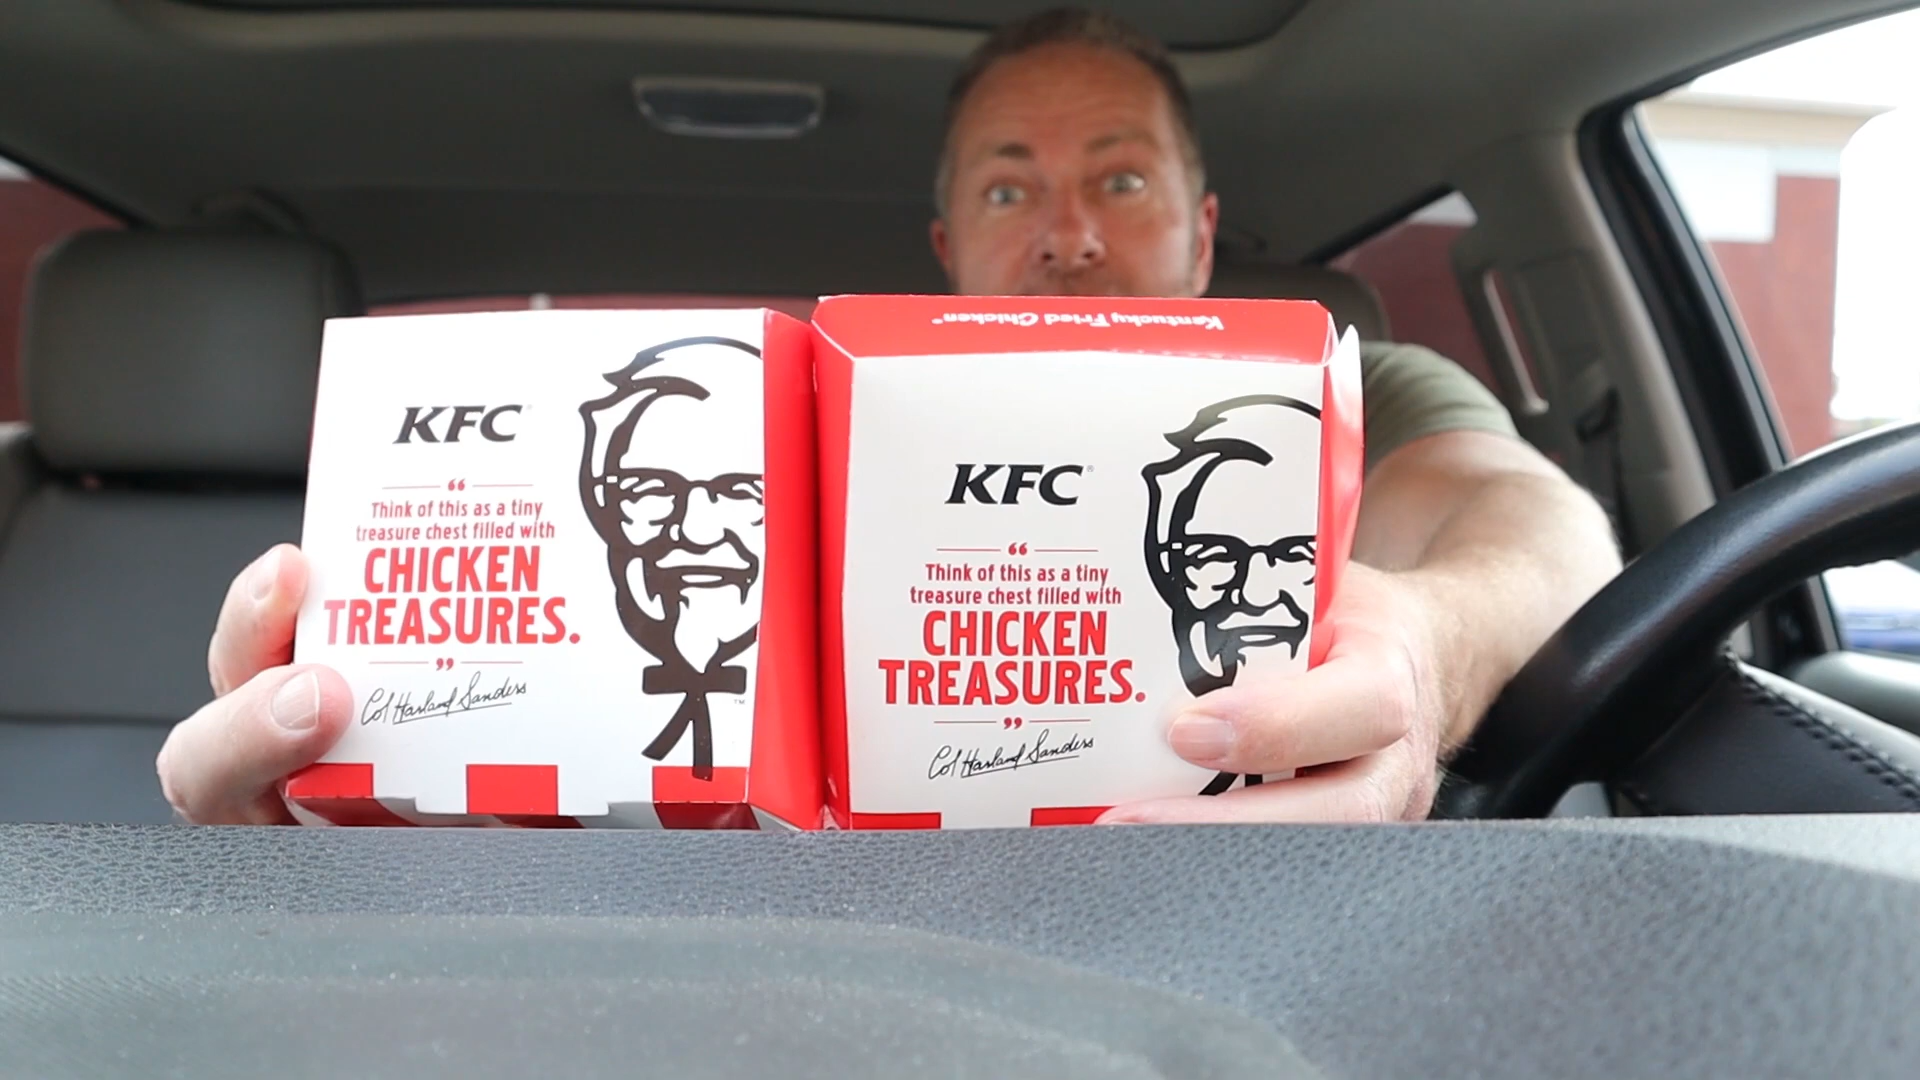 KFC
“
Think of this as a tiny
treasure chest filled with
CHICKEN
TREASURES.
”
Col Harland Sanders
TM
Kentucky Fried Chicken®
KFC®
“
Think of this as a tiny
treasure chest filled with
CHICKEN
TREASURES.
”
Col Harland Sanders